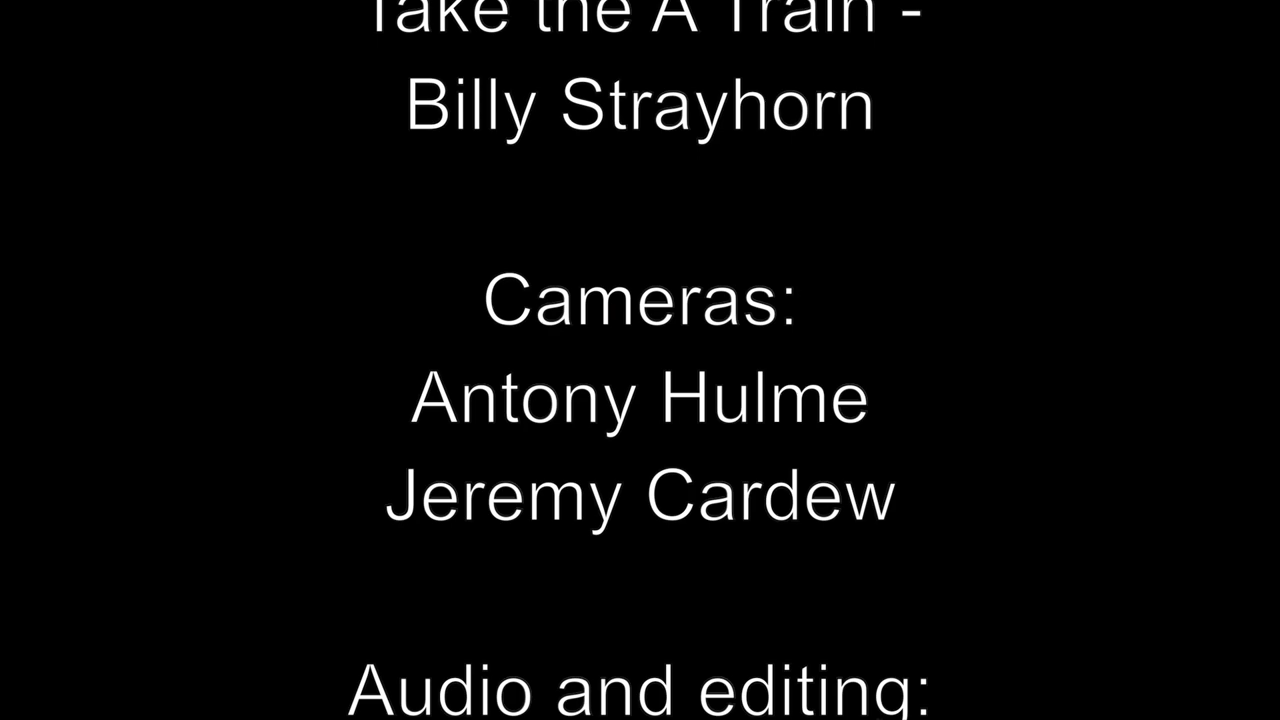 Take the A Train -
Billy Strayhorn
Cameras:
Antony Hulme
Jeremy Cardew
Audio and editing: